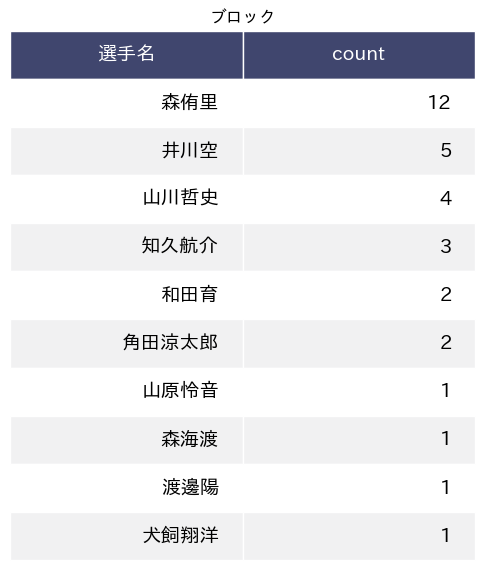 ブロック
選手名 count
森侑里 12
井川空 5
山川哲史 4
知久航介 3
和田育 2
角田涼太郎 2
山原怜音 1
森海渡 1
渡邊陽 1
犬飼翔洋 1